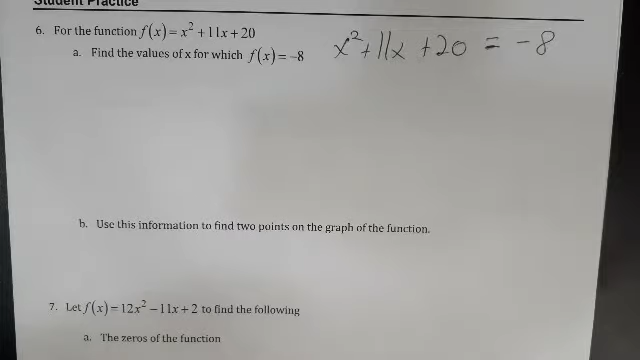 Student Practice
6. For the function f(x) = x² + 11x + 20
x² + 11x + 20 = -8
a. Find the values of x for which f(x) = -8
b. Use this information to find two points on the graph of the function.
7. Let f(x) = 12x² - 11x + 2 to find the following
a. The zeros of the function